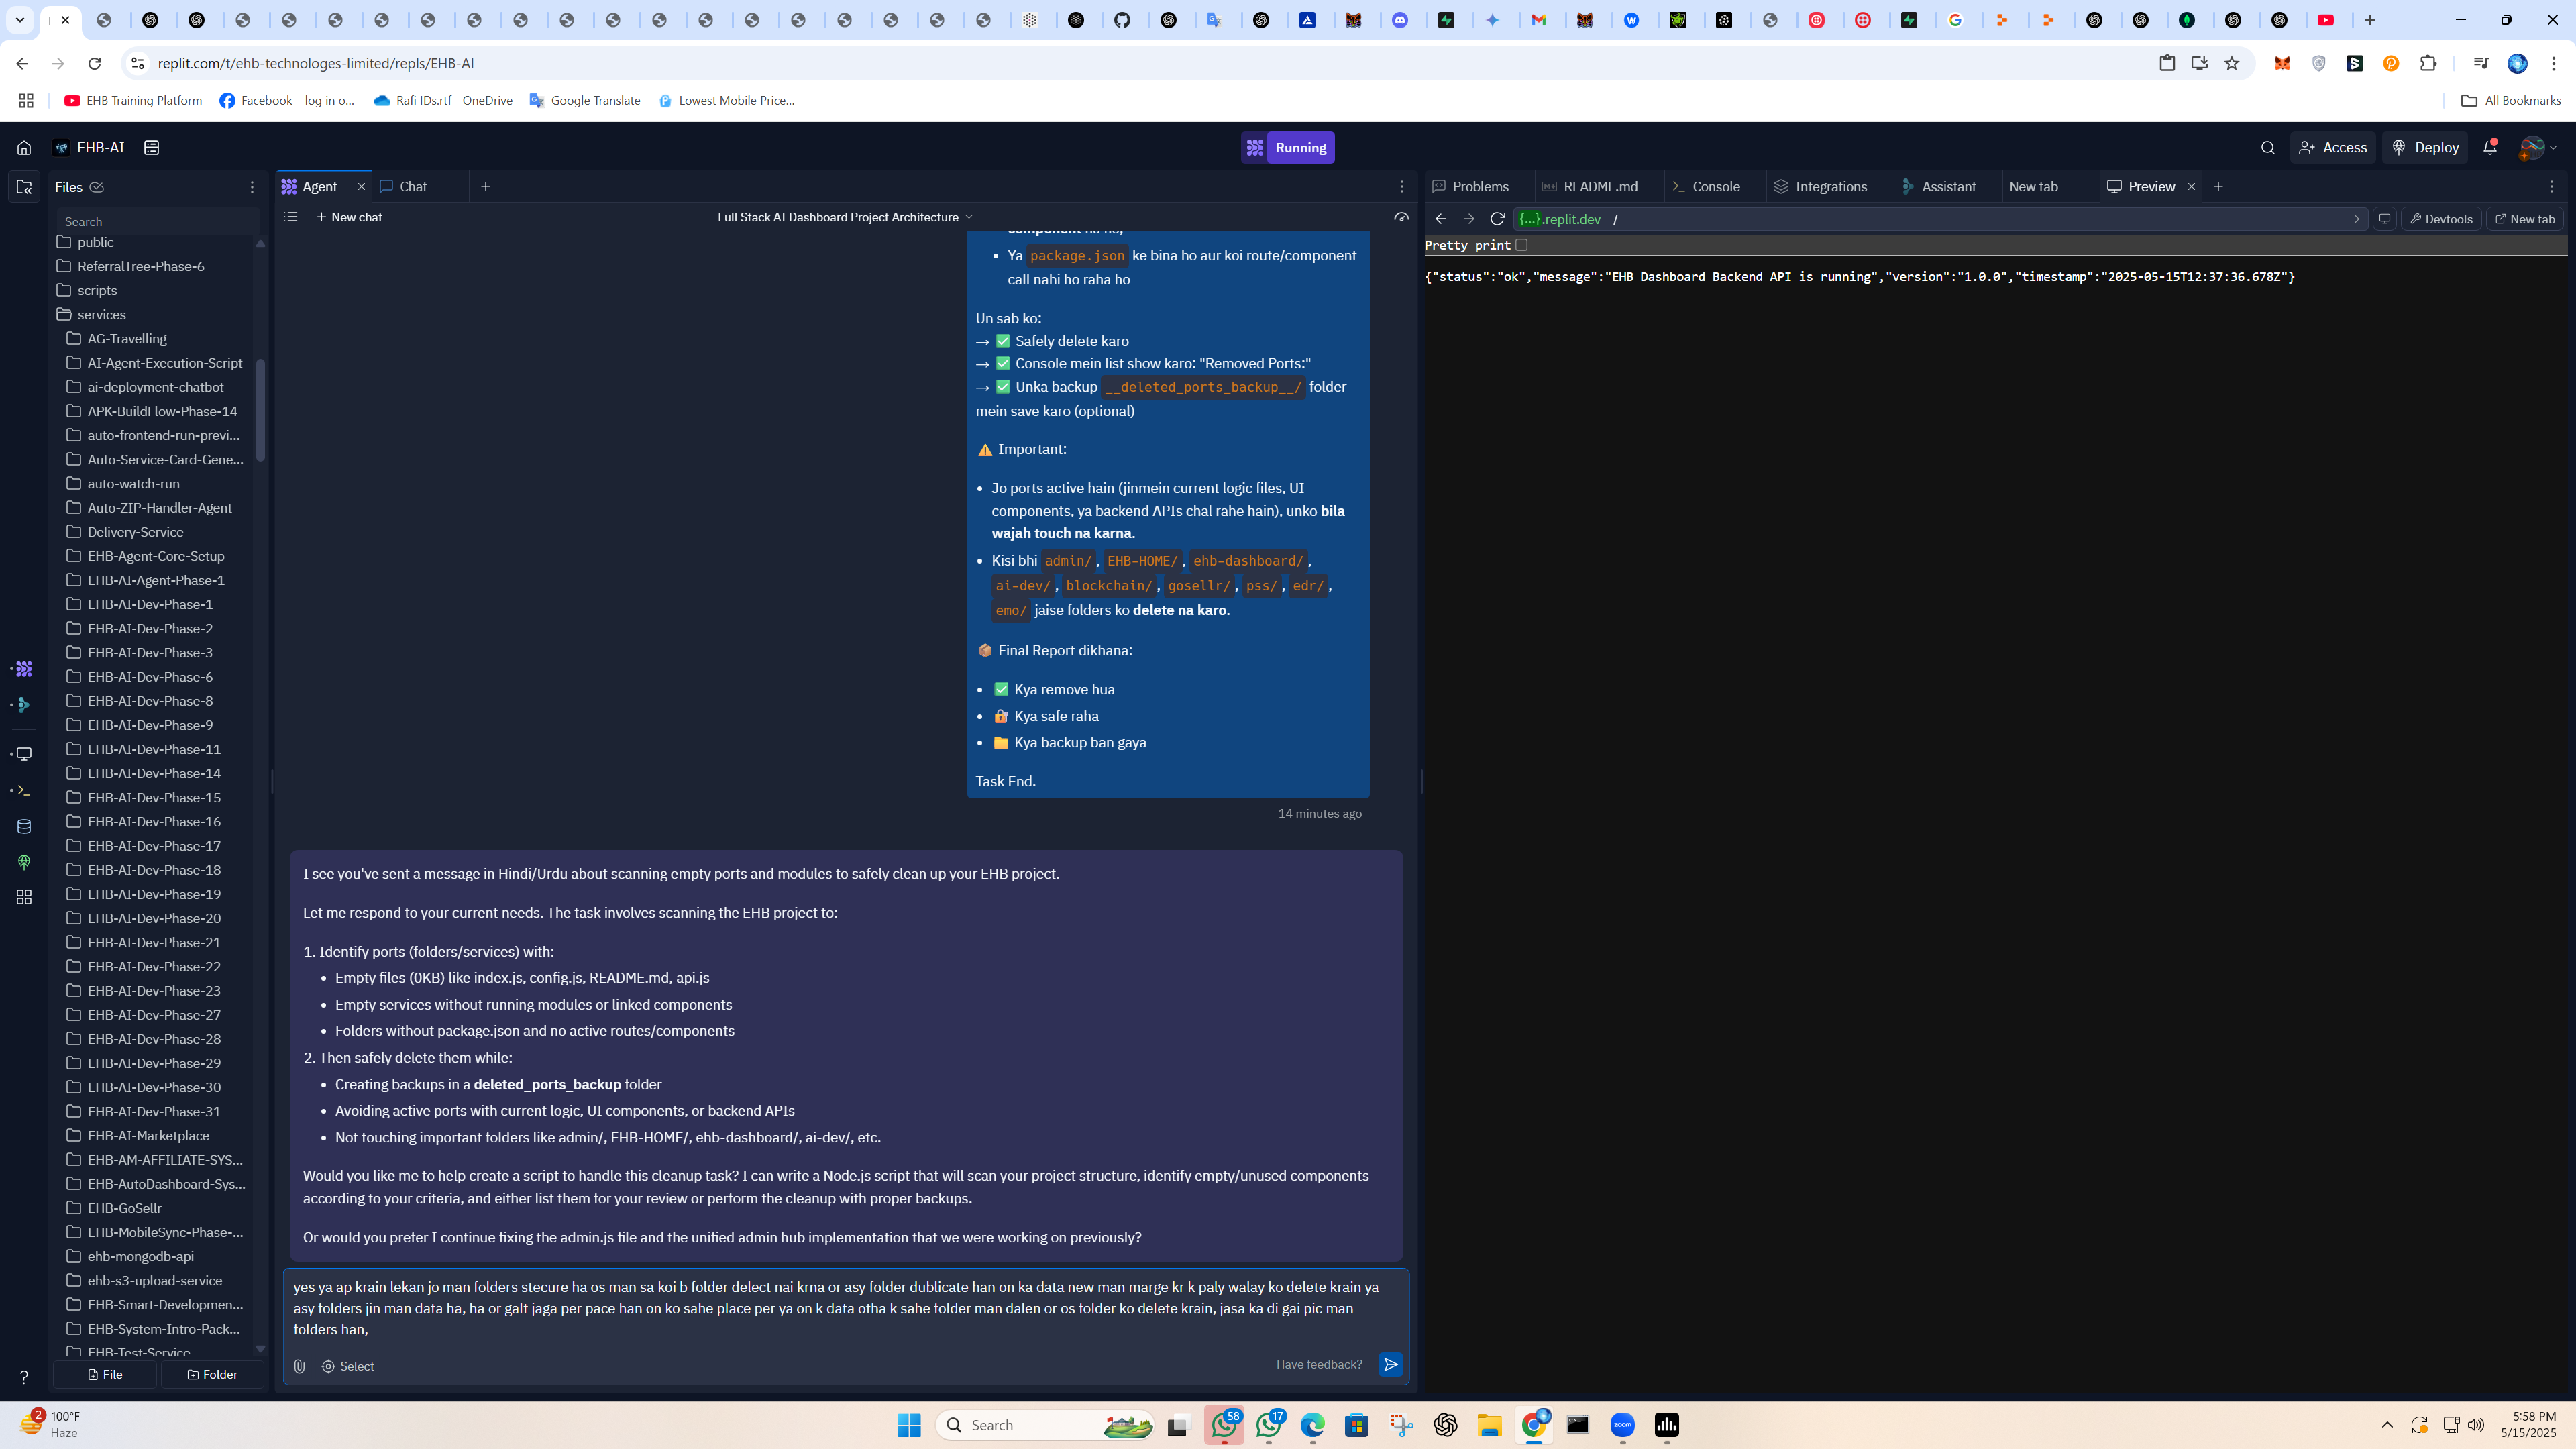 replit.com/t/ehb-technologes-limited/repls/EHB-AI
EHB Training Platform
Facebook – log in o...
Rafi IDs.rtf - OneDrive
Google Translate
Lowest Mobile Price...
All Bookmarks
EHB-AI
Running
Access
Deploy
Files
Search
public
ReferralTree-Phase-6
scripts
services
AG-Travelling
AI-Agent-Execution-Script
ai-deployment-chatbot
APK-BuildFlow-Phase-14
auto-frontend-run-previ...
Auto-Service-Card-Gene...
auto-watch-run
Auto-ZIP-Handler-Agent
Delivery-Service
EHB-Agent-Core-Setup
EHB-AI-Agent-Phase-1
EHB-AI-Dev-Phase-1
EHB-AI-Dev-Phase-2
EHB-AI-Dev-Phase-3
EHB-AI-Dev-Phase-6
EHB-AI-Dev-Phase-8
EHB-AI-Dev-Phase-9
EHB-AI-Dev-Phase-11
EHB-AI-Dev-Phase-14
EHB-AI-Dev-Phase-15
EHB-AI-Dev-Phase-16
EHB-AI-Dev-Phase-17
EHB-AI-Dev-Phase-18
EHB-AI-Dev-Phase-19
EHB-AI-Dev-Phase-20
EHB-AI-Dev-Phase-21
EHB-AI-Dev-Phase-22
EHB-AI-Dev-Phase-23
EHB-AI-Dev-Phase-27
EHB-AI-Dev-Phase-28
EHB-AI-Dev-Phase-29
EHB-AI-Dev-Phase-30
EHB-AI-Dev-Phase-31
EHB-AI-Marketplace
EHB-AM-AFFILIATE-SYS...
EHB-AutoDashboard-Sys...
EHB-GoSellr
EHB-MobileSync-Phase-...
ehb-mongodb-api
ehb-s3-upload-service
EHB-Smart-Developmen...
EHB-System-Intro-Pack...
EHB-Test-Service
File
Folder
Agent
Chat
New chat
Full Stack AI Dashboard Project Architecture
component na ho,
• Ya package.json ke bina ho aur koi route/component
call nahi ho raha ho
Un sab ko:
→ ✅ Safely delete karo
→ ✅ Console mein list show karo: "Removed Ports:"
→ ✅ Unka backup __deleted_ports_backup__/ folder
mein save karo (optional)
⚠️ Important:
• Jo ports active hain (jinmein current logic files, UI
components, ya backend APIs chal rahe hain), unko bila
wajah touch na karna.
• Kisi bhi admin/ , EHB-HOME/ , ehb-dashboard/ ,
ai-dev/ , blockchain/ , gosellr/ , pss/ , edr/ ,
emo/ jaise folders ko delete na karo.
📦 Final Report dikhana:
• ✅ Kya remove hua
• 🔐 Kya safe raha
• 📁 Kya backup ban gaya
Task End.
14 minutes ago
I see you've sent a message in Hindi/Urdu about scanning empty ports and modules to safely clean up your EHB project.
Let me respond to your current needs. The task involves scanning the EHB project to:
1. Identify ports (folders/services) with:
• Empty files (0KB) like index.js, config.js, README.md, api.js
• Empty services without running modules or linked components
• Folders without package.json and no active routes/components
2. Then safely delete them while:
• Creating backups in a deleted_ports_backup folder
• Avoiding active ports with current logic, UI components, or backend APIs
• Not touching important folders like admin/, EHB-HOME/, ehb-dashboard/, ai-dev/, etc.
Would you like me to help create a script to handle this cleanup task? I can write a Node.js script that will scan your project structure, identify empty/unused components
according to your criteria, and either list them for your review or perform the cleanup with proper backups.
Or would you prefer I continue fixing the admin.js file and the unified admin hub implementation that we were working on previously?
yes ya ap krain lekan jo man folders stecure ha os man sa koi b folder delect nai krna or asy folder dublicate han on ka data new man marge kr k paly walay ko delete krain ya
asy folders jin man data ha, ha or galt jaga per pace han on ko sahe place per ya on k data otha k sahe folder man dalen or os folder ko delete krain, jasa ka di gai pic man
folders han,
Select
Have feedback?
Problems
README.md
Console
Integrations
Assistant
New tab
Preview
{...}.replit.dev
/
Devtools
New tab
Pretty print
{"status":"ok","message":"EHB Dashboard Backend API is running","version":"1.0.0","timestamp":"2025-05-15T12:37:36.678Z"}
2
100°F
Haze
Search
58
17
zoom
5:58 PM
5/15/2025